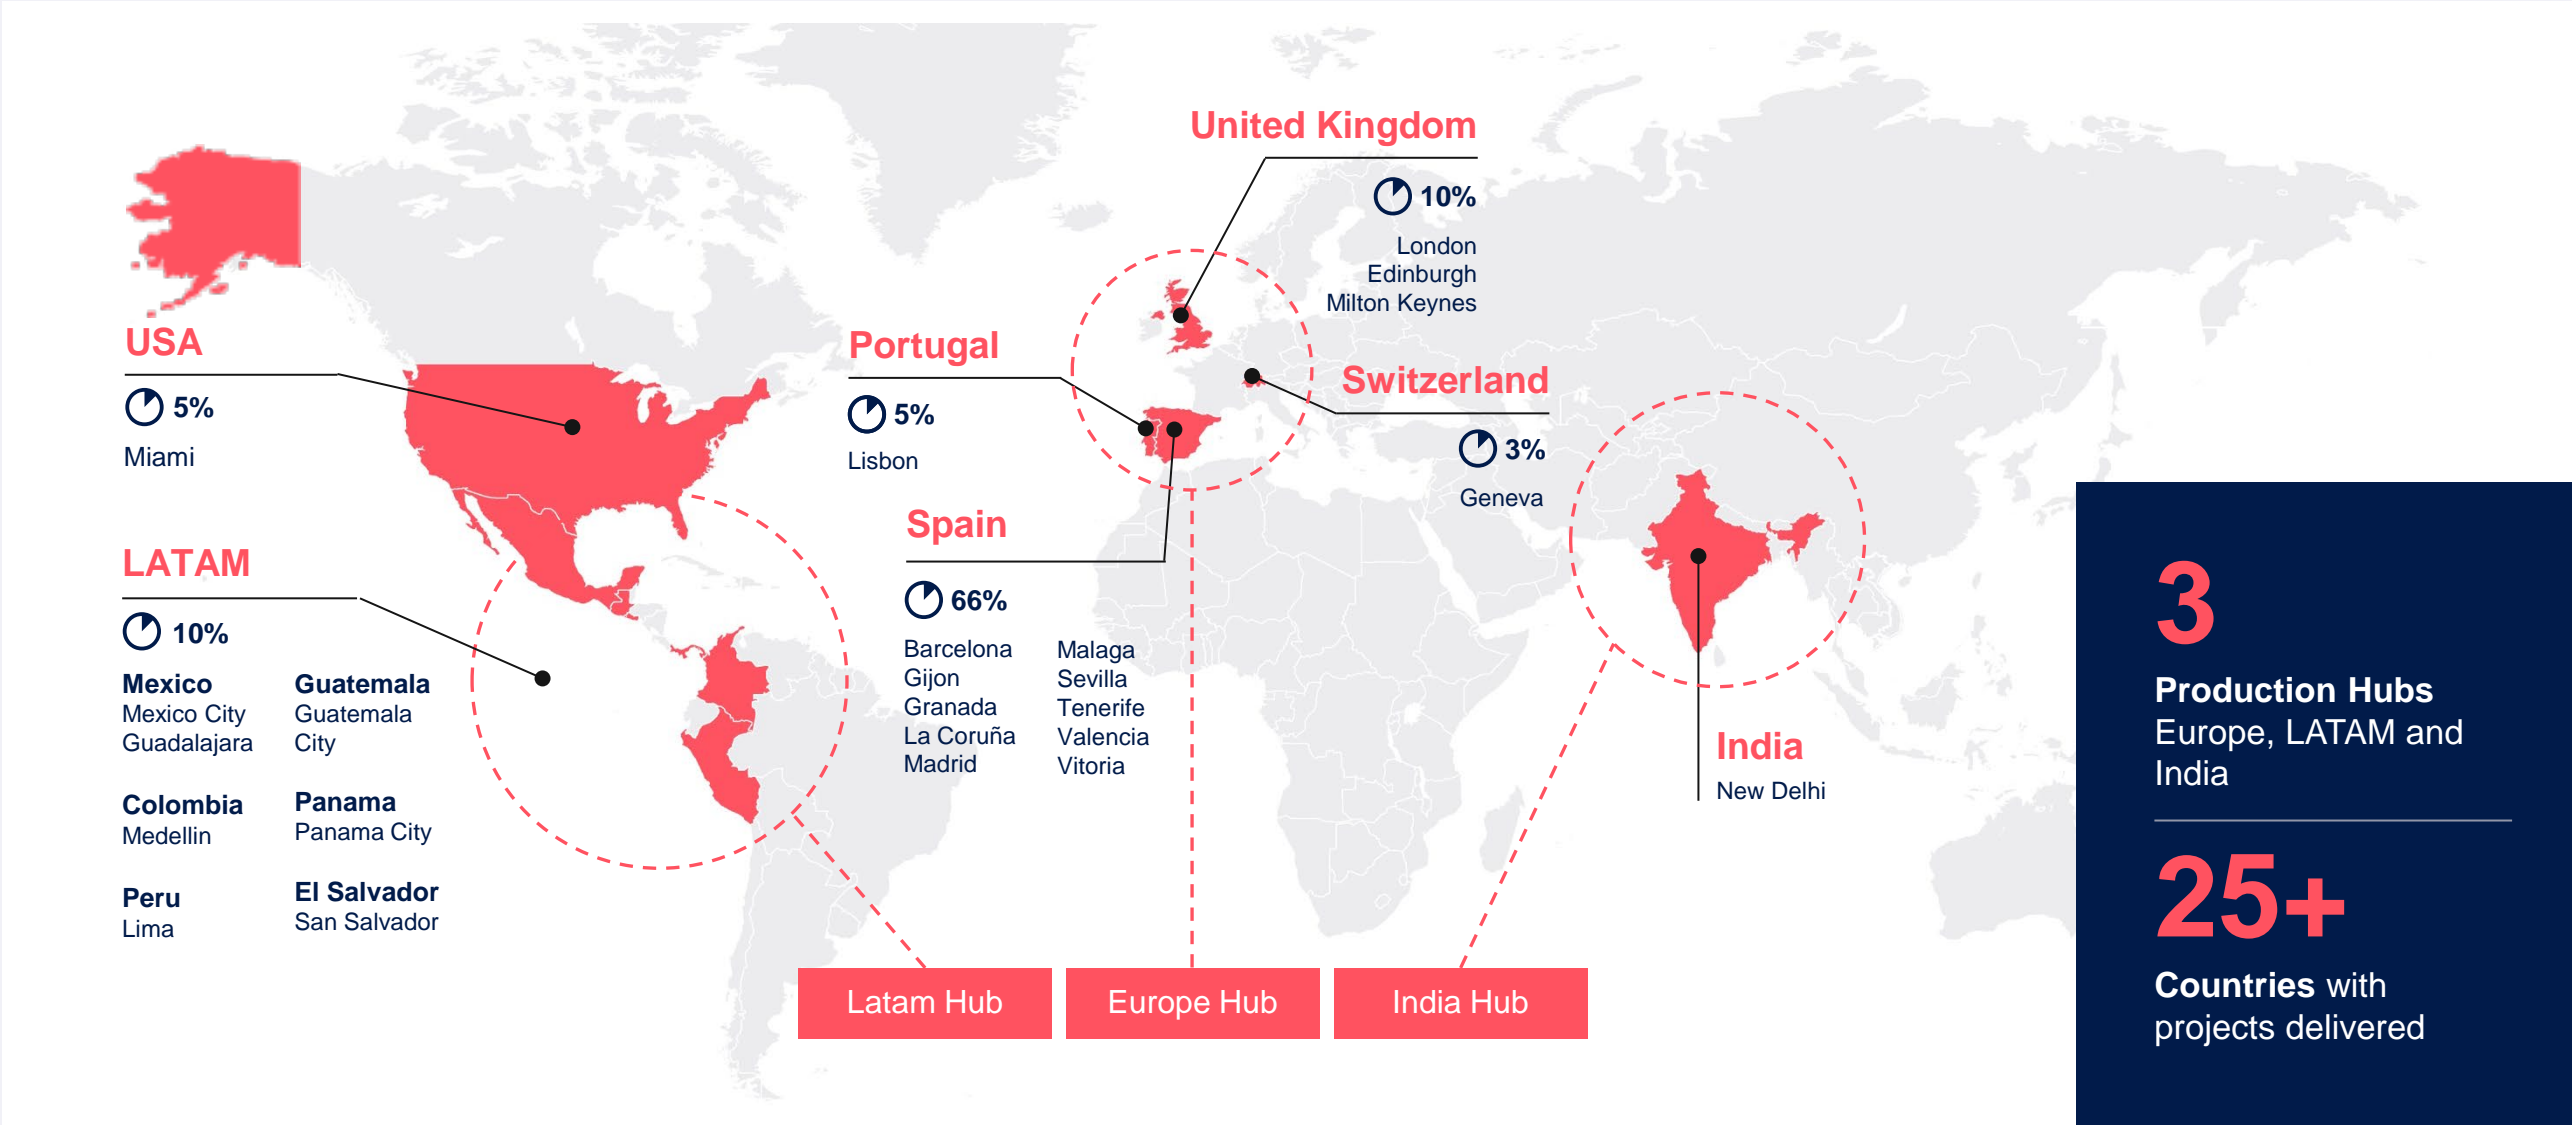 United Kingdom
10%
London
Edinburgh
Milton Keynes
USA
5%
Miami
Portugal
5%
Lisbon
Switzerland
3%
Geneva
LATAM
10%
Mexico
Mexico City
Guadalajara
Colombia
Medellin
Peru
Lima
Guatemala
Guatemala
City
Panama
Panama City
El Salvador
San Salvador
Spain
66%
Barcelona
Gijon
Granada
La Coruña
Madrid
Malaga
Sevilla
Tenerife
Valencia
Vitoria
India
New Delhi
Latam Hub
Europe Hub
India Hub
3
Production Hubs
Europe, LATAM and
India
25+
Countries with
projects delivered